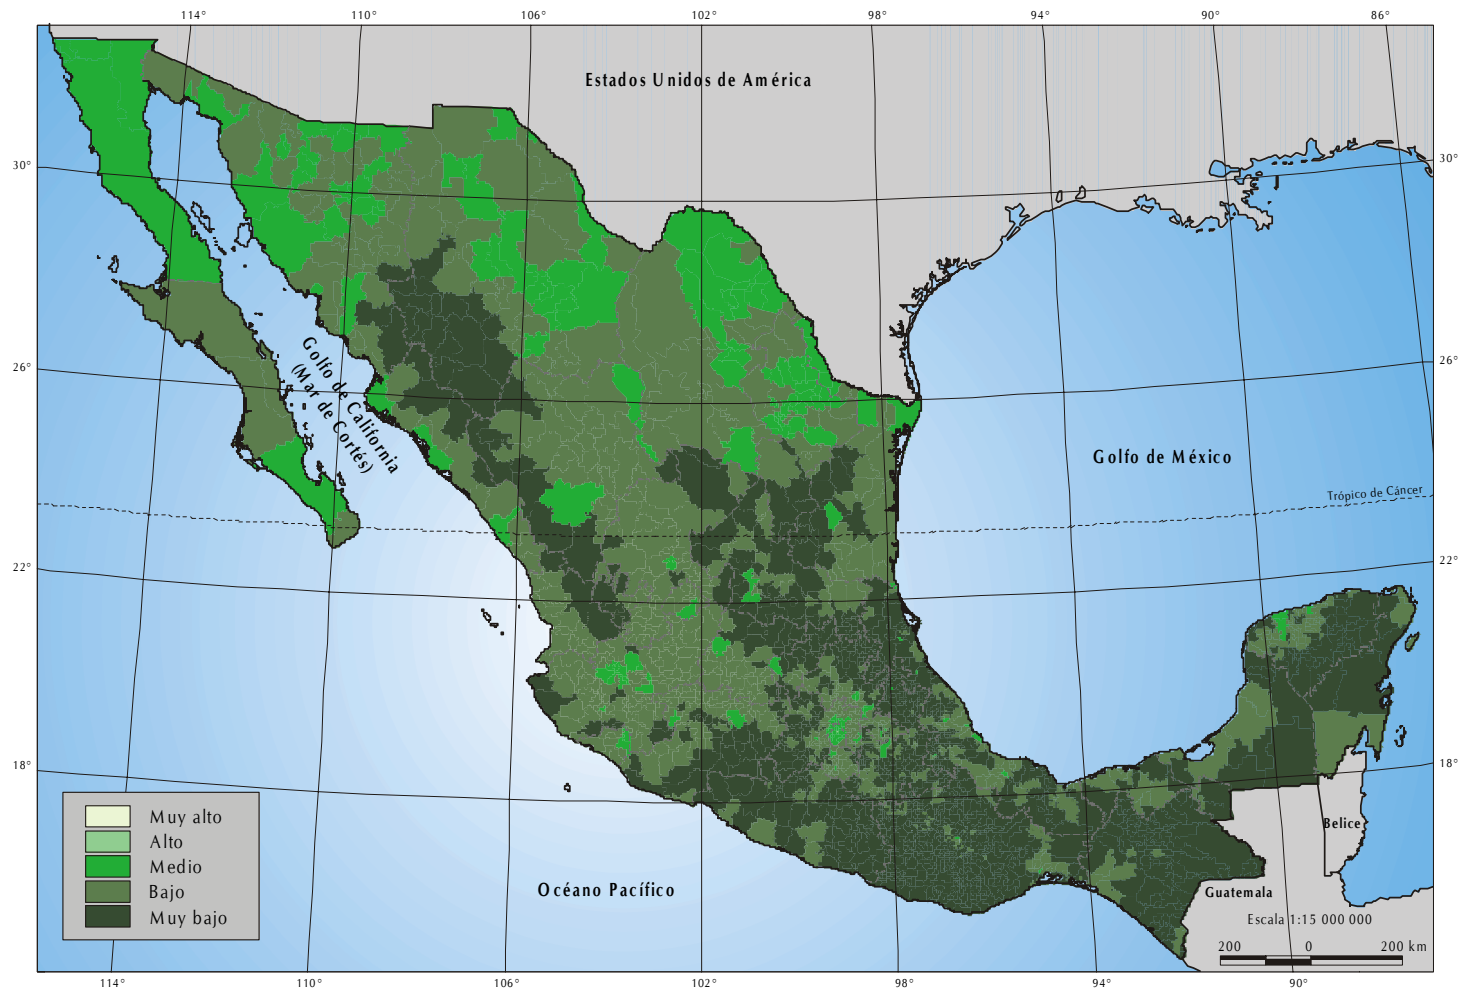 114° 110° 106° 102° 98° 94° 90° 86°
Estados Unidos de América
30° 30°
26° 26°
Golfo de California
(Mar de Cortés)
Golfo de México
Trópico de Cáncer
22° 22°
18° 18°
Muy alto
Alto
Medio
Bajo
Muy bajo
Belice
Océano Pacífico
Guatemala
Escala 1:15 000 000
200 0 200 km
114° 110° 106° 102° 98° 94° 90°